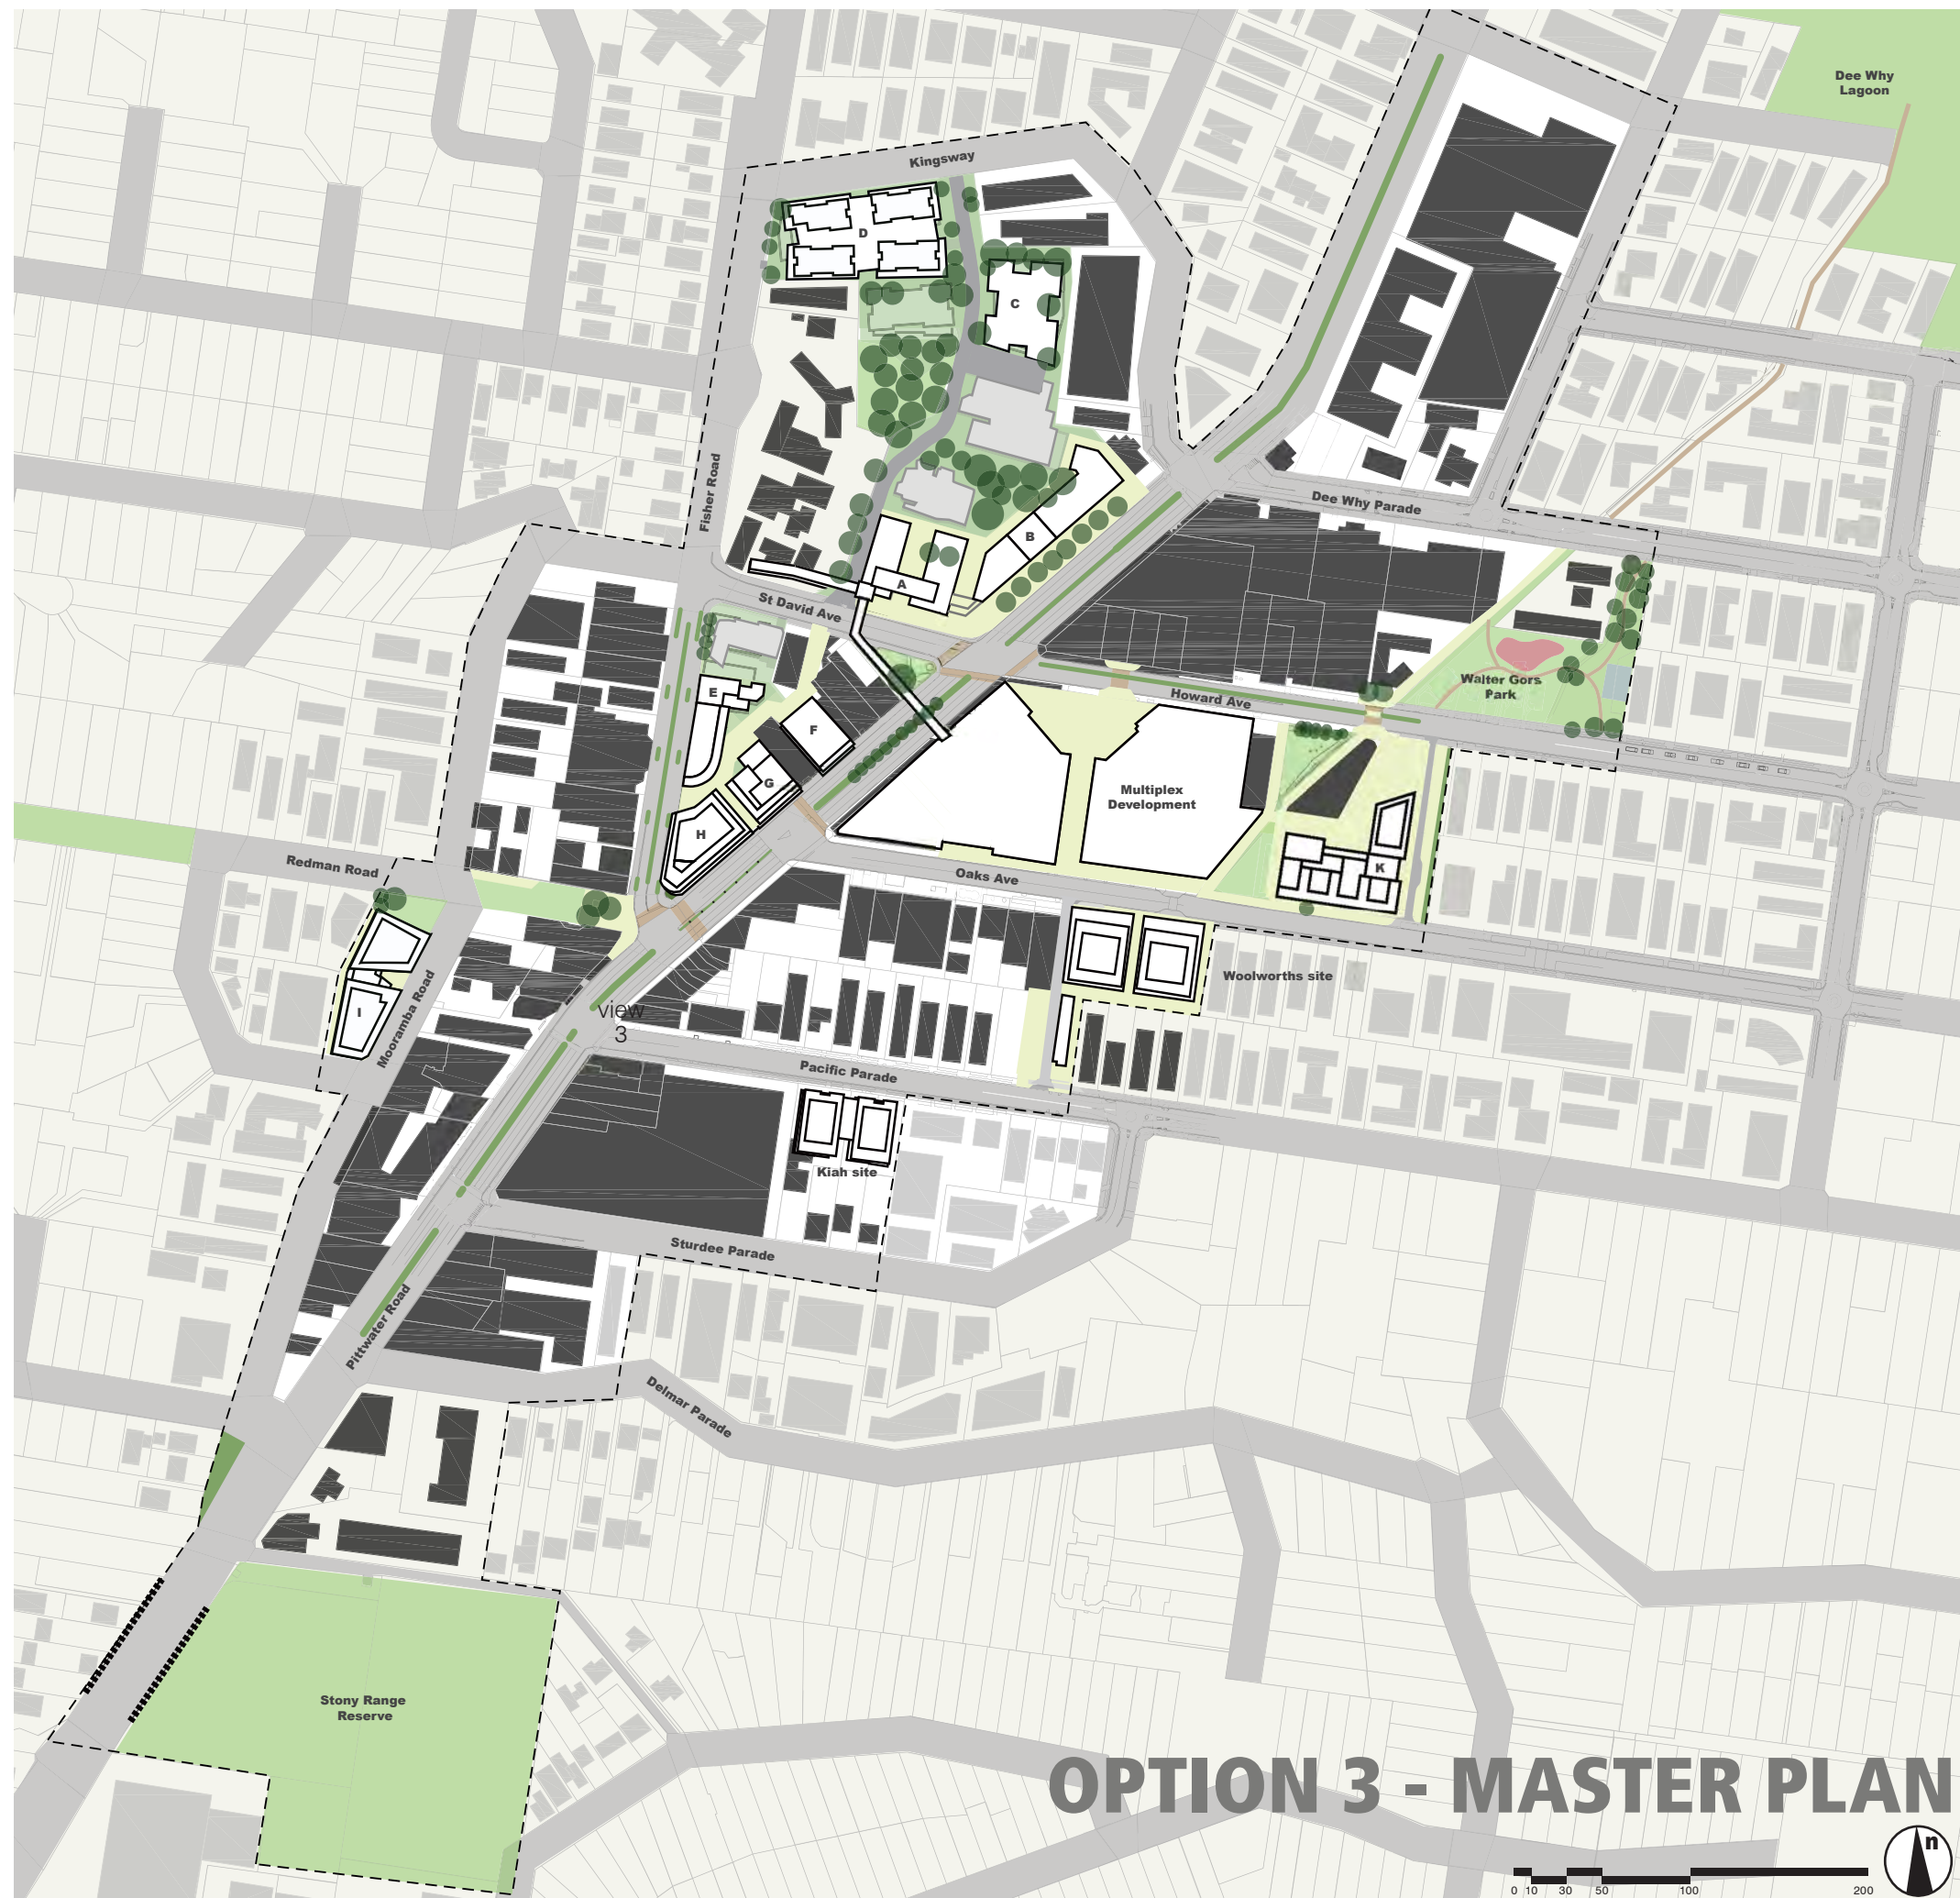 Dee Why
Lagoon
Kingsway
D
C
Fisher Road
Dee Why Parade
B
A
St David Ave
Walter Gors
Park
E
Howard Ave
F
G
Multiplex
Development
H
K
Redman Road
Oaks Ave
Woolworths site
Mooramba Road
I
view
3
Pacific Parade
Kiah site
Sturdee Parade
Pittwater Road
Delmar Parade
Stony Range
Reserve
OPTION 3 - MASTER PLAN
n
0 10 30 50 100 200